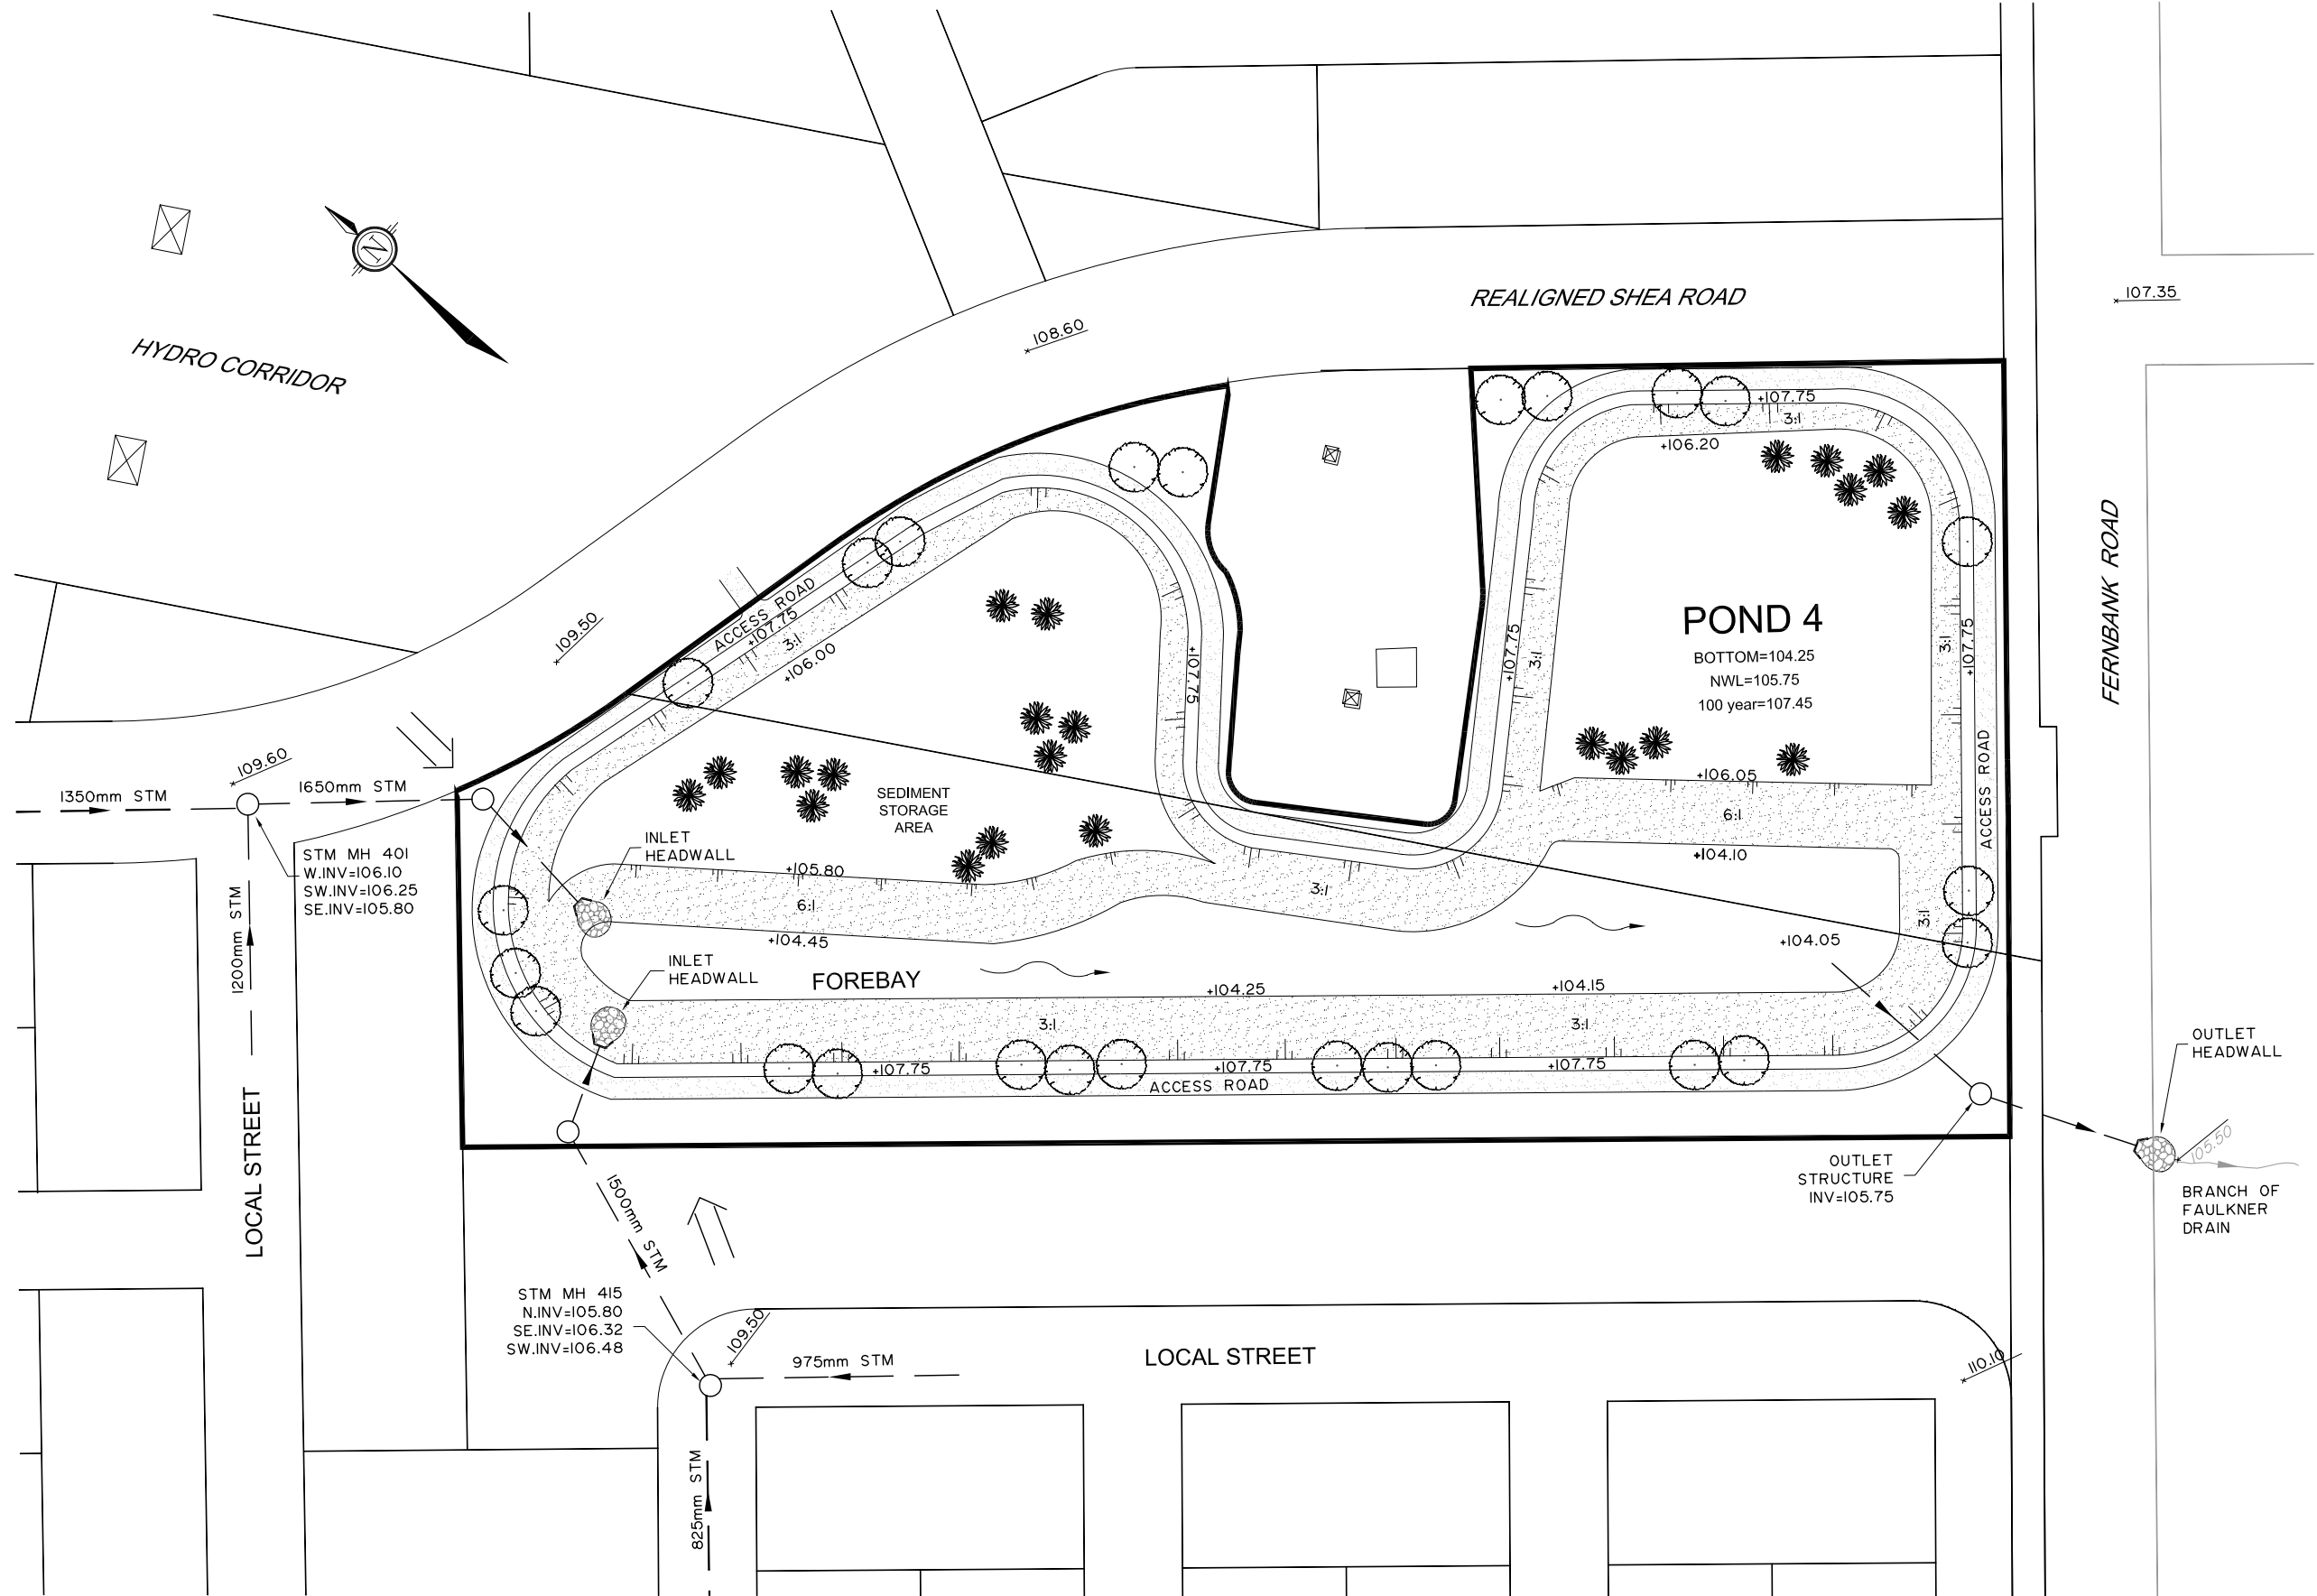 REALIGNED SHEA ROAD
107.35
108.60
HYDRO CORRIDOR
N
+107.75
3:1
+106.20
FERNBANK ROAD
109.50
ACCESS ROAD
+107.75
3:1
+106.00
+107.75
+107.75
3:1
POND 4
BOTTOM=104.25
NWL=105.75
100 year=107.45
3:1
+107.75
109.60
1350mm STM
1650mm STM
SEDIMENT
STORAGE
AREA
+106.05
6:1
+104.10
ACCESS ROAD
INLET
HEADWALL
STM MH 401
W.INV=106.10
SW.INV=106.25
SE.INV=105.80
1200mm STM
+105.80
6:1
3:1
3:1
+104.45
+104.05
INLET
HEADWALL
FOREBAY
+104.25
+104.15
3:1
3:1
+107.75
+107.75
+107.75
ACCESS ROAD
OUTLET
HEADWALL
105.50
LOCAL STREET
OUTLET
STRUCTURE
INV=105.75
BRANCH OF
FAULKNER
DRAIN
1500mm STM
STM MH 415
N.INV=105.80
SE.INV=106.32
SW.INV=106.48
109.50
975mm STM
LOCAL STREET
110.10
825mm STM